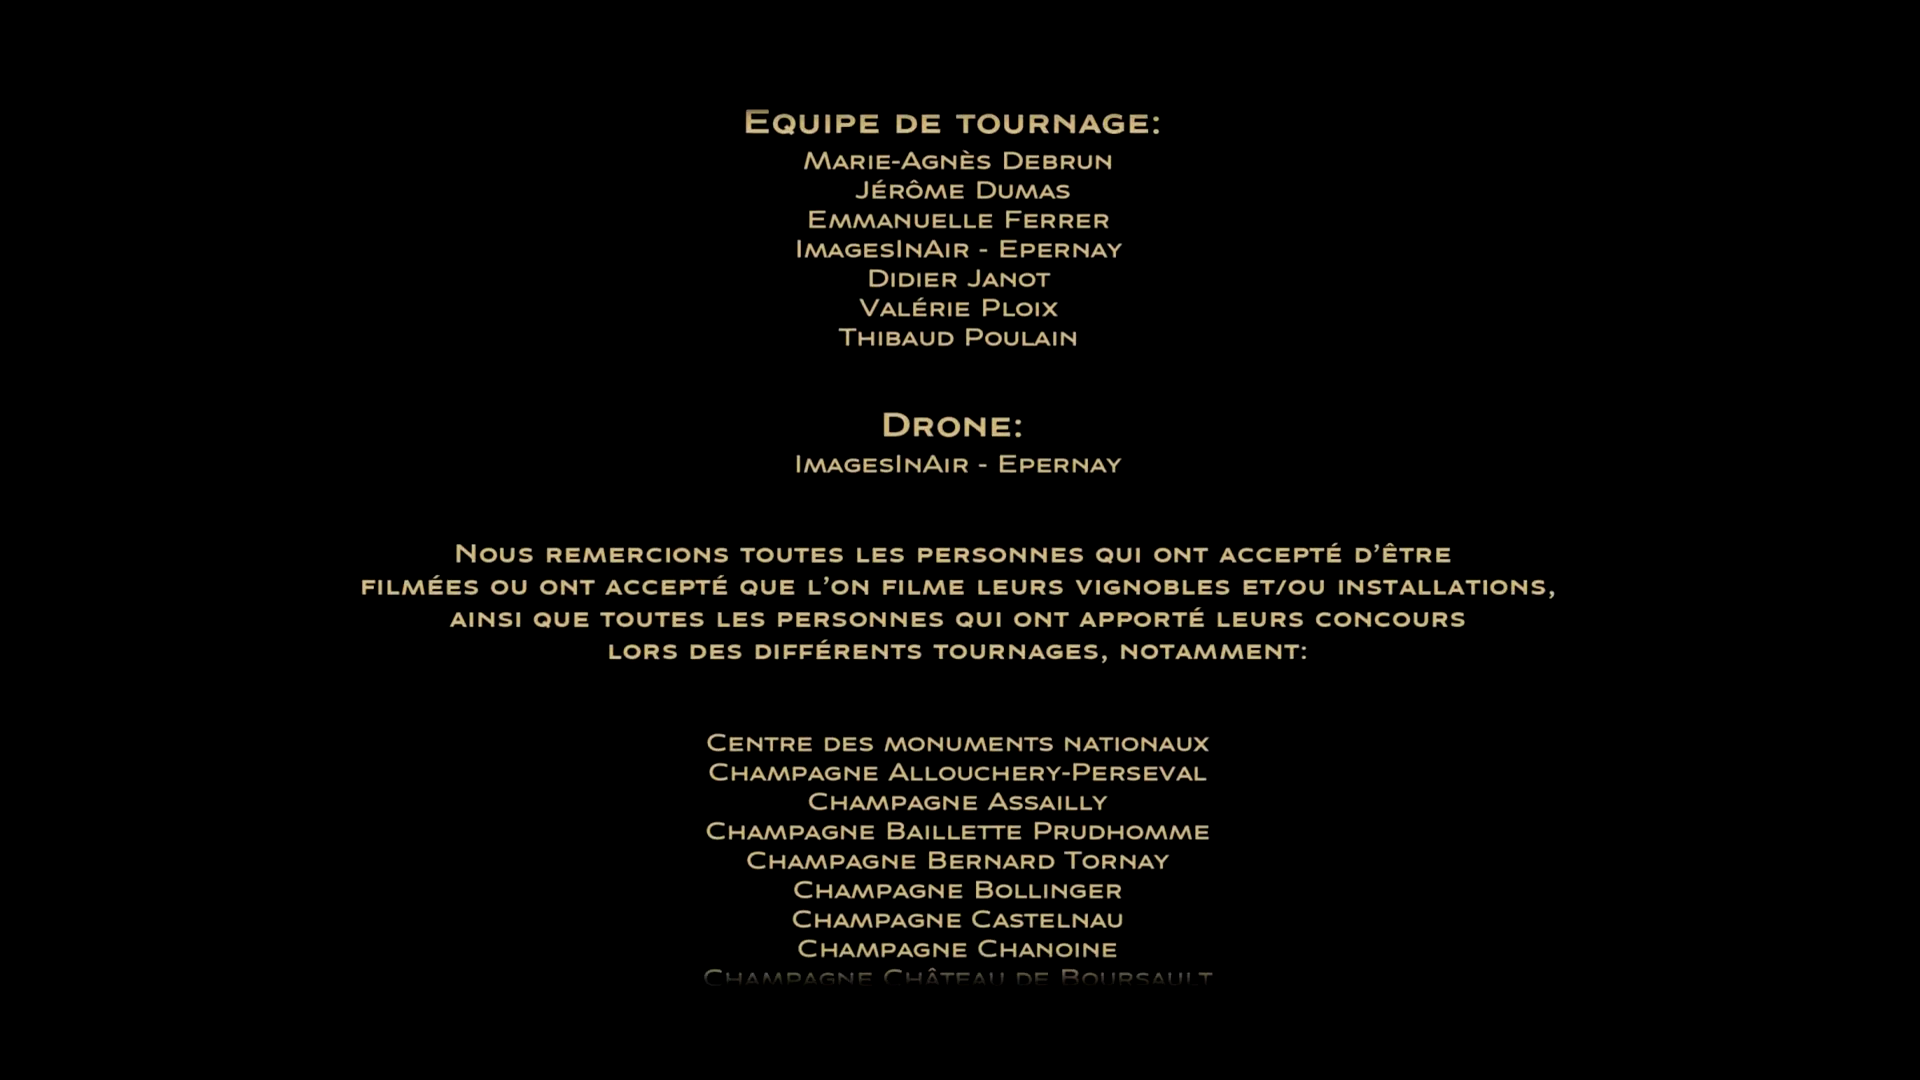 Equipe de tournage:
Marie-Agnès Debrun
Jérôme Dumas
Emmanuelle Ferrer
ImagesInAir - Epernay
Didier Janot
Valérie Ploix
Thibaud Poulain
Drone:
ImagesInAir - Epernay
Nous remercions toutes les personnes qui ont accepté d’être
filmées ou ont accepté que l’on filme leurs vignobles et/ou installations,
ainsi que toutes les personnes qui ont apporté leurs concours
lors des différents tournages, notamment:
Centre des monuments nationaux
Champagne Allouchery-Perseval
Champagne Assailly
Champagne Baillette Prudhomme
Champagne Bernard Tornay
Champagne Bollinger
Champagne Castelnau
Champagne Chanoine
Champagne Château de Boursault